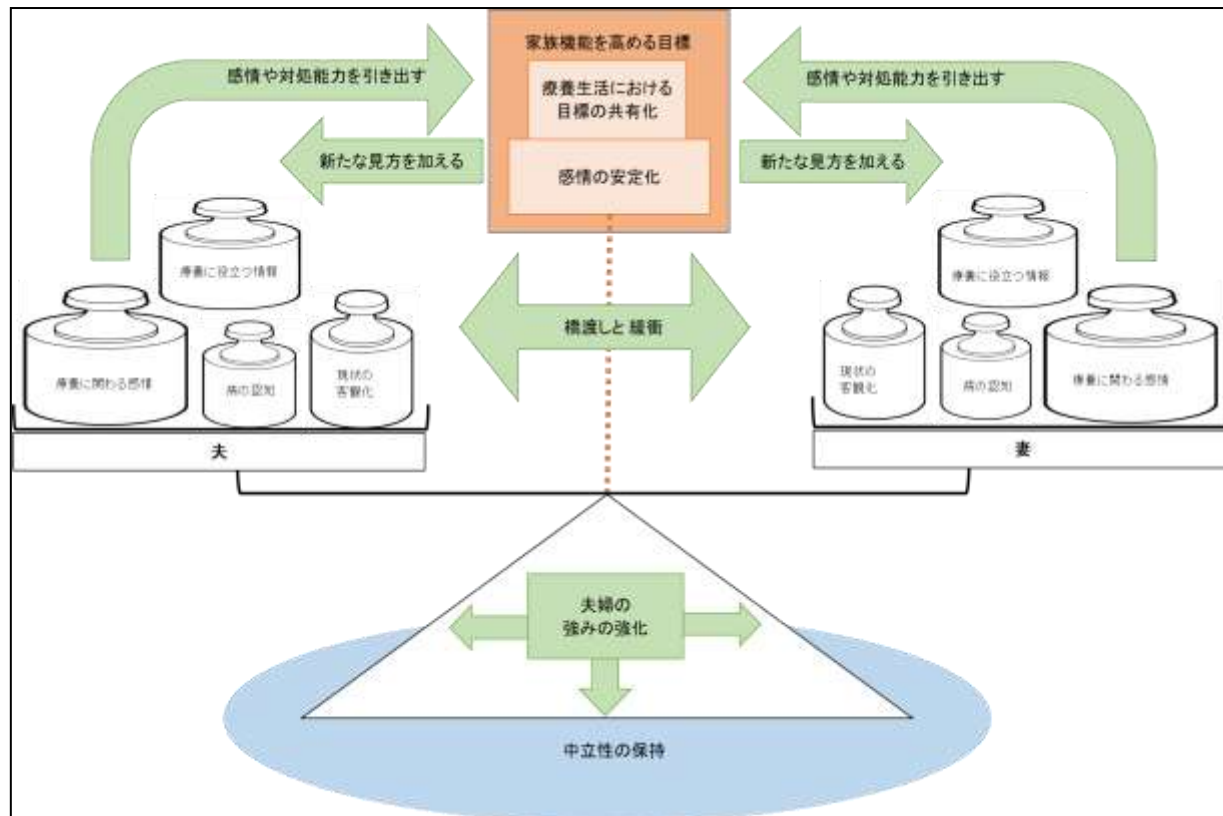 家族機能を高める目標
療養生活における
目標の共有化
感情の安定化
感情や対処能力を引き出す
感情や対処能力を引き出す
新たな見方を加える
新たな見方を加える
療養に役立つ情報
療養に関わる感情
病の認知
現状の
客観化
橋渡しと 緩衝
療養に役立つ情報
現状の
客観化
病の認知
療養に関わる感情
夫
妻
夫婦の
強みの強化
中立性の保持